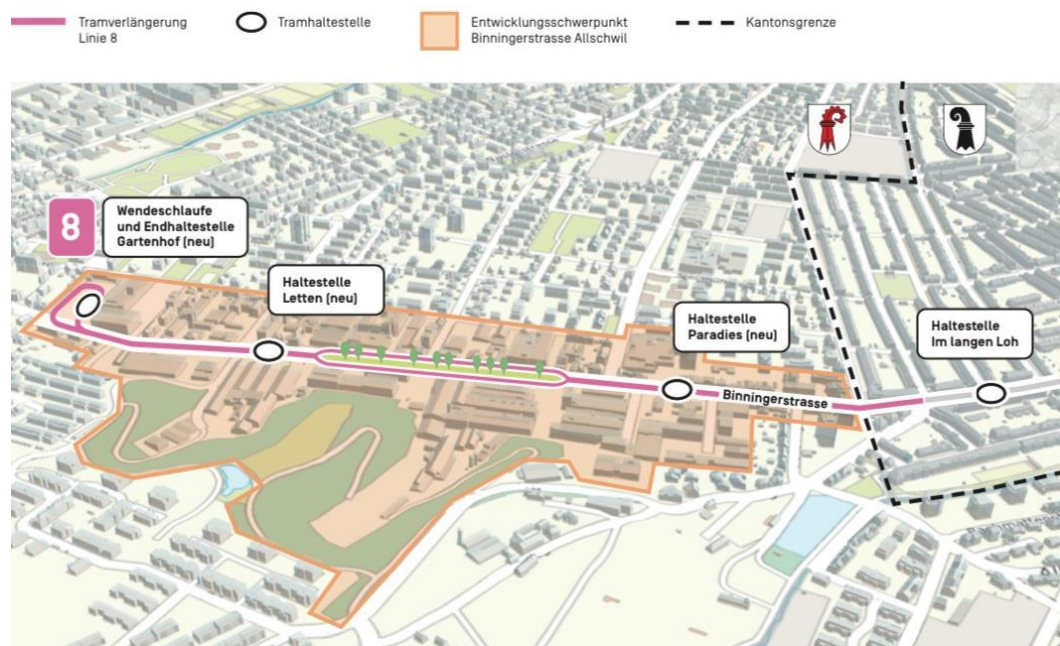 Tramverlängerung
Linie 8
Tramhaltestelle
Entwicklungsschwerpunkt
Binningerstrasse Allschwil
Kantonsgrenze
8
Wendeschlaufe
und Endhaltestelle
Gartenhof (neu)
Haltestelle
Letten (neu)
Haltestelle
Paradies (neu)
Haltestelle
Im langen Loh
Binningerstrasse